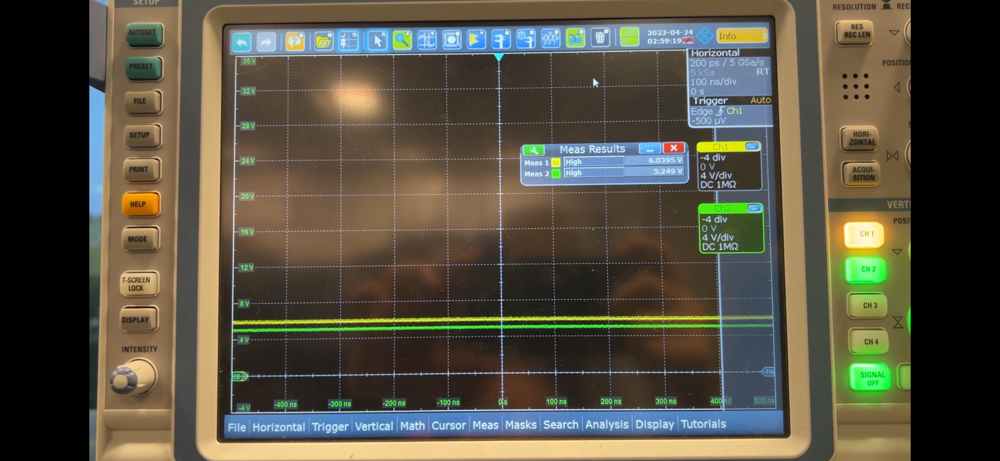 SETUP
AUTOSET
PRESET
FILE
SETUP
PRINT
HELP
MODE
T-SCREEN
LOCK
DISPLAY
INTENSITY
2023-04-24
02:59:19
Info
Horizontal
200 ps / 5 GSa/s
5 kSa RT
100 ns/div
0 s
Trigger Auto
Edge Ch1
-500 µV
Meas Results
Meas 1 C1 High 6.0395 V
Meas 2 C2 High 5.249 V
Ch1
-4 div
0 V
4 V/div
DC 1MΩ
Ch2
-4 div
0 V
4 V/div
DC 1MΩ
36 V
32 V
28 V
24 V
20 V
16 V
12 V
8 V
4 V
C2
TA
-4 V
-400 ns -300 ns -200 ns -100 ns 0 s 100 ns 200 ns 300 ns 400 ns 500 ns
File Horizontal Trigger Vertical Math Cursor Meas Masks Search Analysis Display Tutorials
RESOLUTION REC
RES
REC LEN
POSITIO
HORI-
ZONTAL
ACQUI-
SITION
VERTI
POSI
CH 1
CH 2
CH 3
CH 4
SIGNAL
OFF